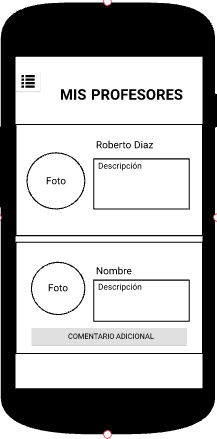 MIS PROFESORES
Roberto Diaz
Foto
Descripción
Nombre
Foto
Descripción
COMENTARIO ADICIONAL